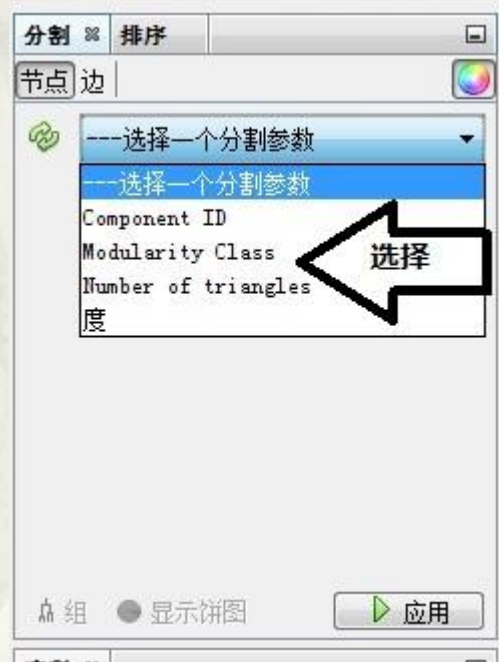 分割 排序
节点 边
---选择一个分割参数
---选择一个分割参数
Component ID
Modularity Class
选择
Number of triangles
度
组 显示饼图 应用